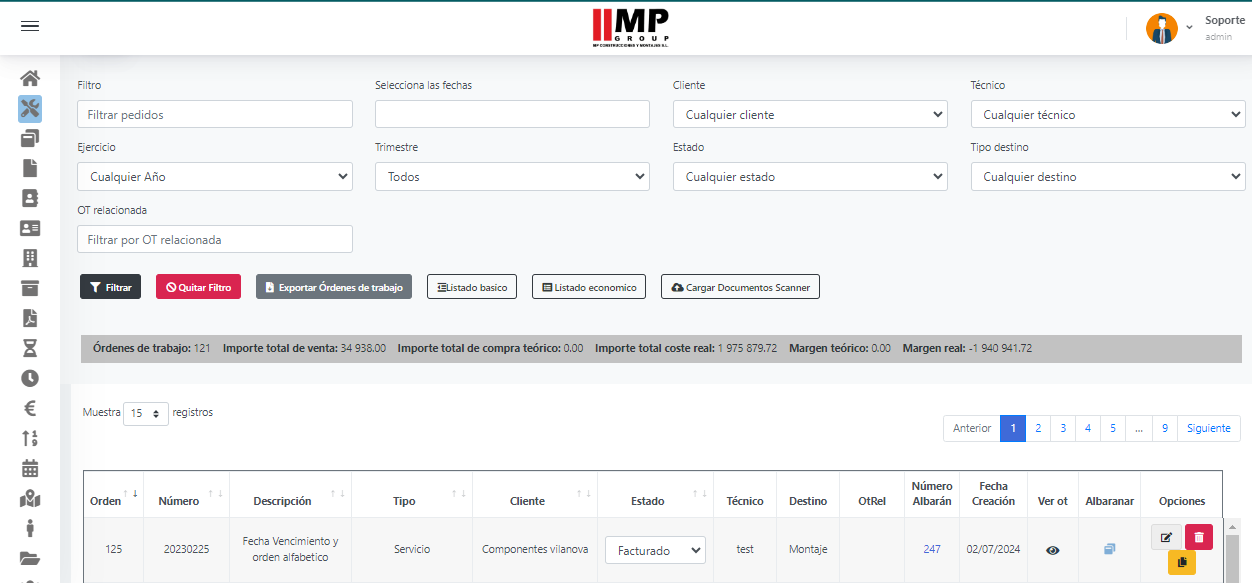 MP
GROUP
MP CONSTRUCCIONES Y MONTAJES S.L.
Soporte
admin
Filtro
Selecciona las fechas
Cliente
Técnico
Filtrar pedidos
Cualquier cliente
Cualquier técnico
Ejercicio
Trimestre
Estado
Tipo destino
Cualquier Año
Todos
Cualquier estado
Cualquier destino
OT relacionada
Filtrar por OT relacionada
Filtrar
Quitar Filtro
Exportar Órdenes de trabajo
Listado basico
Listado economico
Cargar Documentos Scanner
Órdenes de trabajo: 121 Importe total de venta: 34 938.00 Importe total de compra teórico: 0.00 Importe total coste real: 1 975 879.72 Margen teórico: 0.00 Margen real: -1 940 941.72
Muestra 15 registros
Anterior 1 2 3 4 5 ... 9 Siguiente
Orden Número Descripción Tipo Cliente Estado Técnico Destino OtRel Número Albarán Fecha Creación Ver ot Albaranar Opciones
125 20230225 Fecha Vencimiento y orden alfabetico Servicio Componentes vilanova Facturado test Montaje 247 02/07/2024